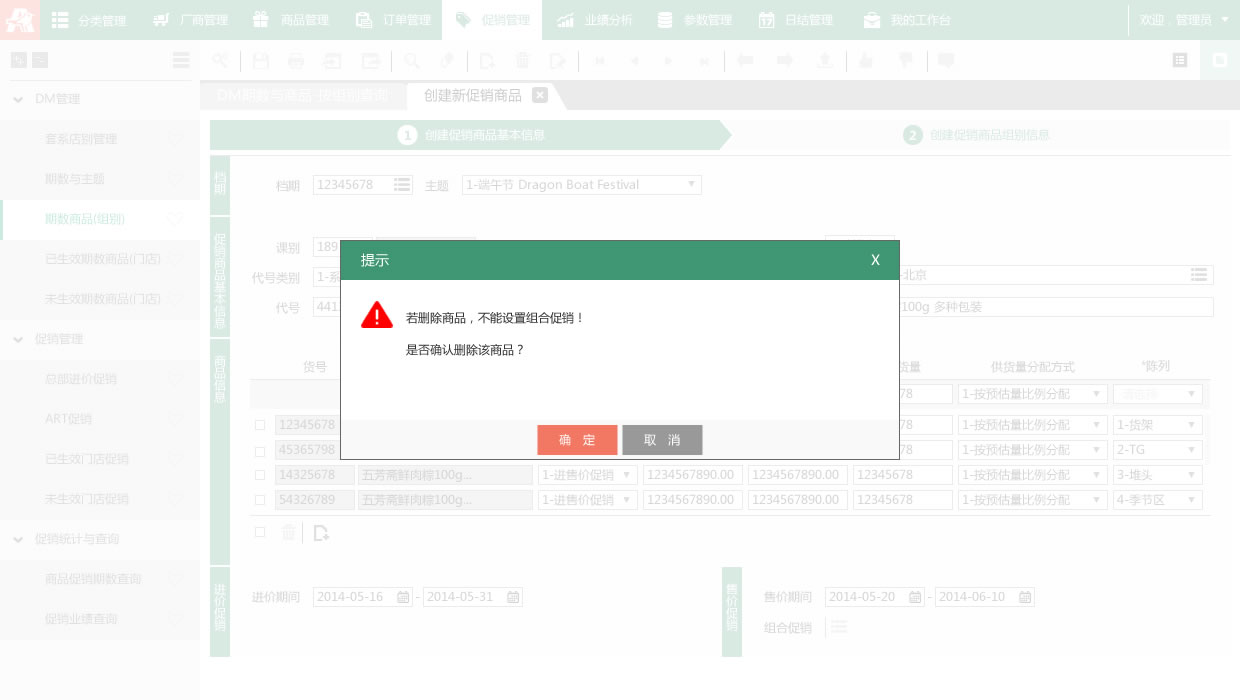 分类管理 厂商管理 商品管理 订单管理 促销管理 业绩分析 参数管理 日结管理 我的工作台 欢迎，管理员
DM管理
套系店别管理
期数与主题
期数商品(组别)
已生效期数商品(门店)
未生效期数商品(门店)
促销管理
总部进价促销
ART促销
已生效门店促销
未生效门店促销
促销统计与查询
商品促销期数查询
促销业绩查询
DM期数与商品-按组别查询 创建新促销商品
1 创建促销商品基本信息 2 创建促销商品组别信息
档期
档期 12345678 主题 1-端午节 Dragon Boat Festival
促销商品基本信息
课别 189
代号类别 1-系 北京
代号 441 100g 多种包装
提示 X
若删除商品，不能设置组合促销！
是否确认删除该商品？
确 定 取 消
商品信息
货号 货量 供货量分配方式 *陈列
78 1-按预估量比例分配 请选择
12345678 78 1-按预估量比例分配 1-货架
45365798 78 1-按预估量比例分配 2-TG
14325678 五芳斋鲜肉粽100g... 1-进售价促销 1234567890.00 1234567890.00 12345678 1-按预估量比例分配 3-堆头
54326789 五芳斋鲜肉粽100g... 1-进售价促销 1234567890.00 1234567890.00 12345678 1-按预估量比例分配 4-季节区
进价促销
进价期间 2014-05-16 - 2014-05-31
售价促销
售价期间 2014-05-20 - 2014-06-10
组合促销